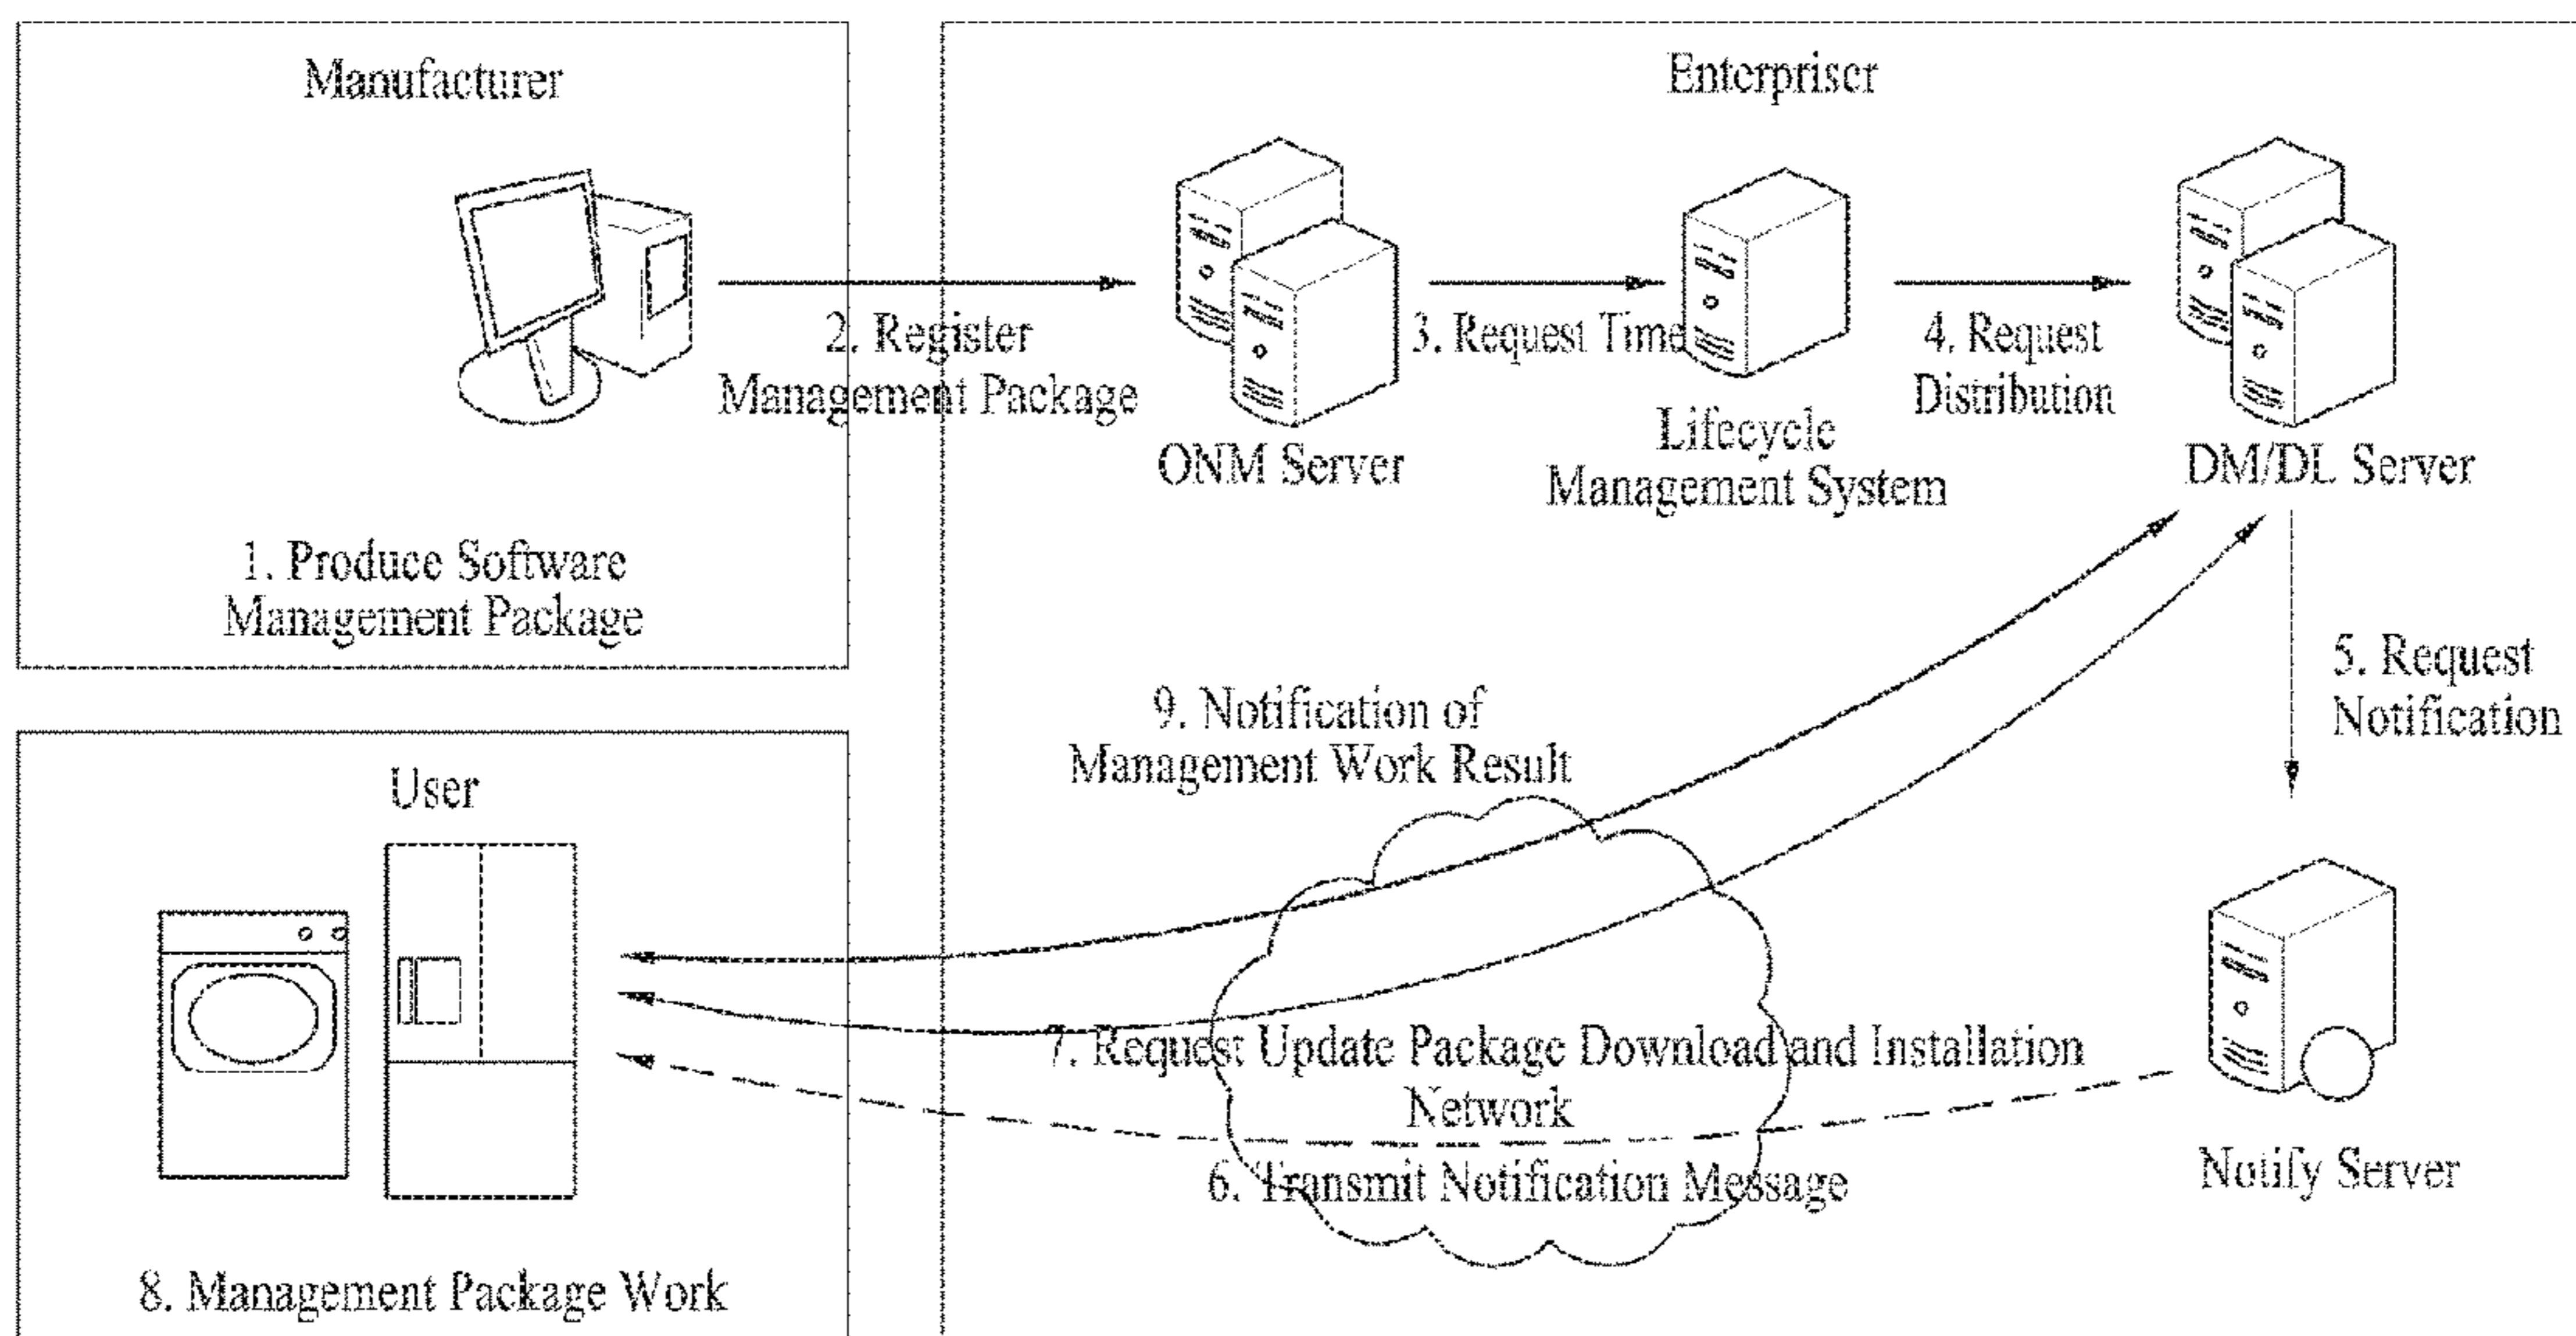 Manufacturer
1. Produce Software
Management Package
2. Register
Management Package
Enterpriser
ONM Server
3. Request Time
Lifecycle
Management System
4. Request
Distribution
DM/DL Server
5. Request
Notification
Notify Server
9. Notification of
Management Work Result
7. Request Update Package Download and Installation
Network
6. Transmit Notification Message
User
8. Management Package Work